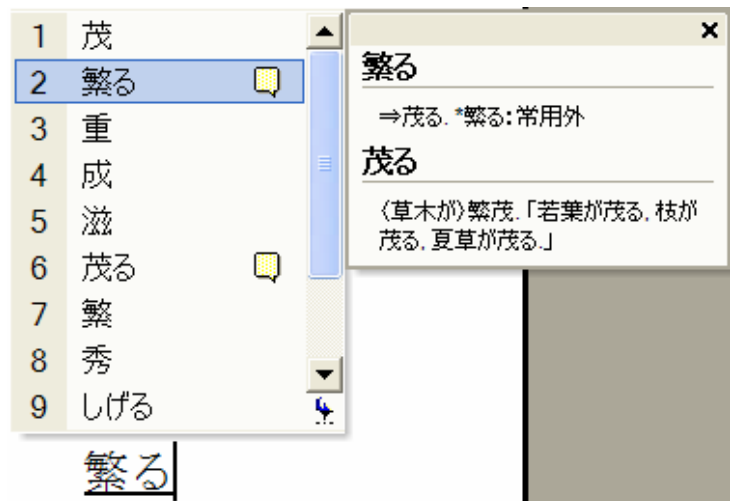 1 茂
2 繁る
3 重
4 成
5 滋
6 茂る
7 繁
8 秀
9 しげる
繁る
⇒茂る. *繁る:常用外
茂る
〈草木が〉繁茂.「若葉が茂る, 枝が
茂る, 夏草が茂る.」
繁る